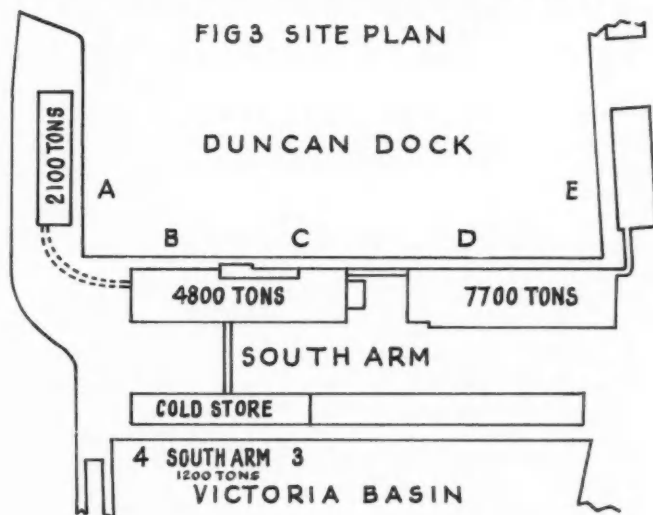 FIG 3 SITE PLAN
DUNCAN DOCK
2100 TONS
A
E
B
C
D
4800 TONS
7700 TONS
SOUTH ARM
COLD STORE
4 SOUTH ARM 3
1200 TONS
VICTORIA BASIN